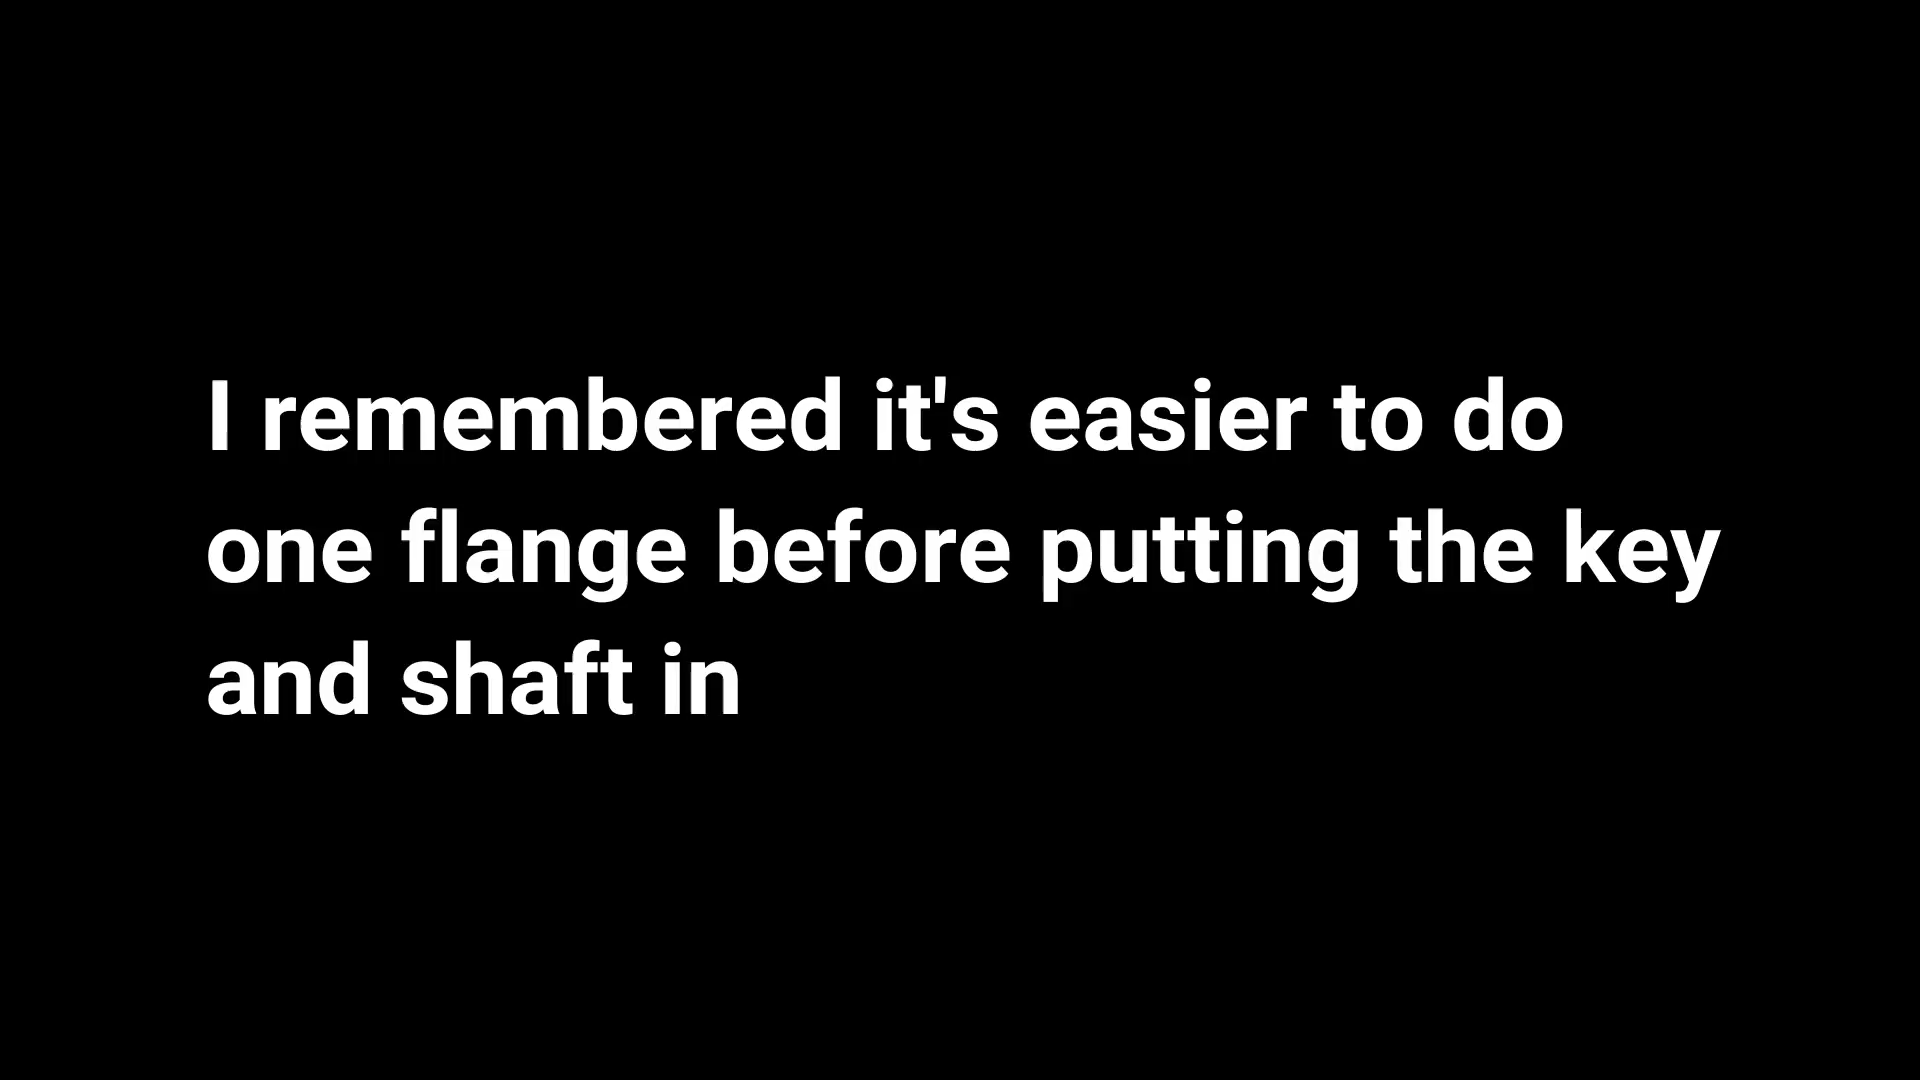 I remembered it's easier to do
one flange before putting the key
and shaft in